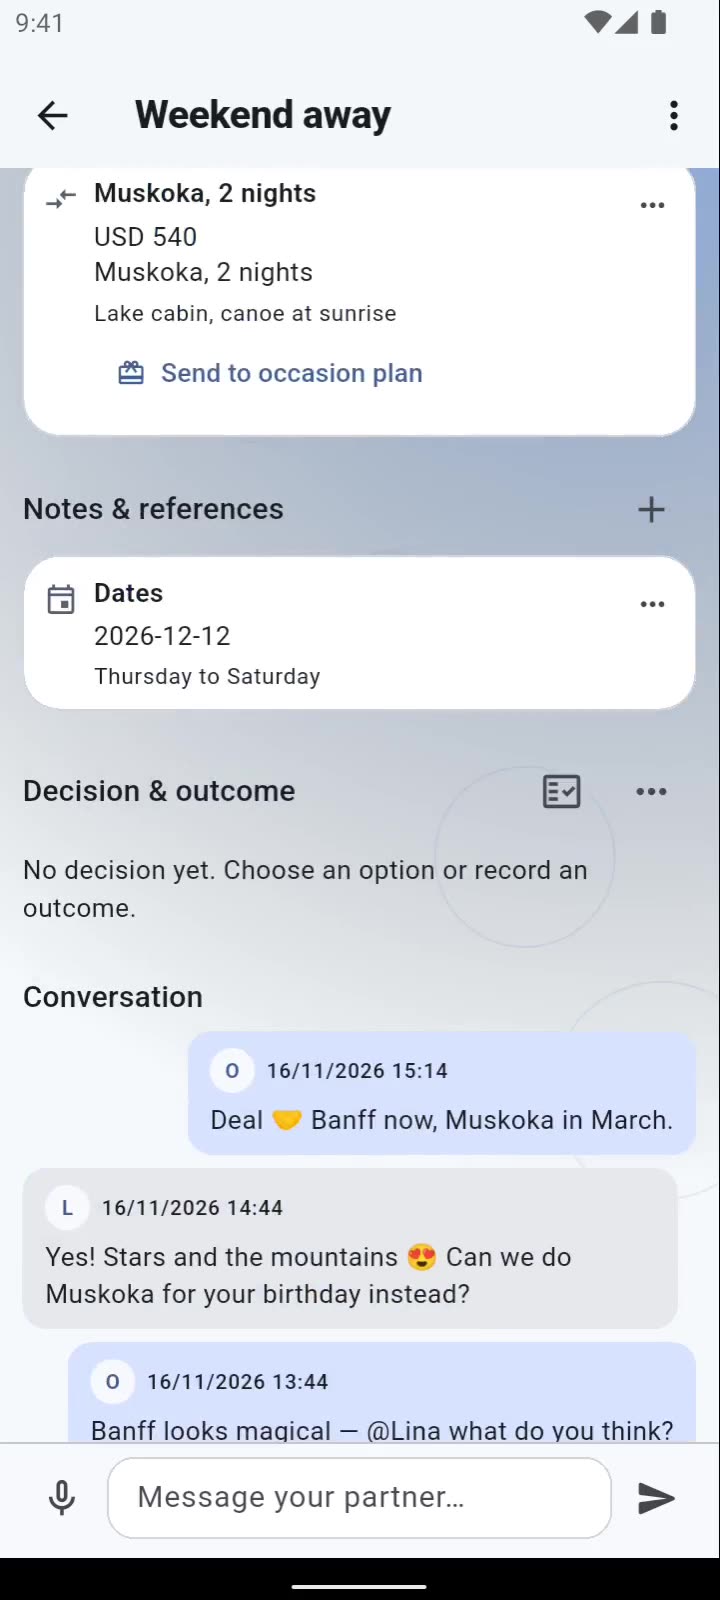 9:41
Weekend away
Muskoka, 2 nights
USD 540
Muskoka, 2 nights
Lake cabin, canoe at sunrise
Send to occasion plan
Notes & references
Dates
2026-12-12
Thursday to Saturday
Decision & outcome
No decision yet. Choose an option or record an
outcome.
Conversation
O 16/11/2026 15:14
Deal 🤝 Banff now, Muskoka in March.
L 16/11/2026 14:44
Yes! Stars and the mountains 😍 Can we do
Muskoka for your birthday instead?
O 16/11/2026 13:44
Banff looks magical — @Lina what do you think?
Message your partner…